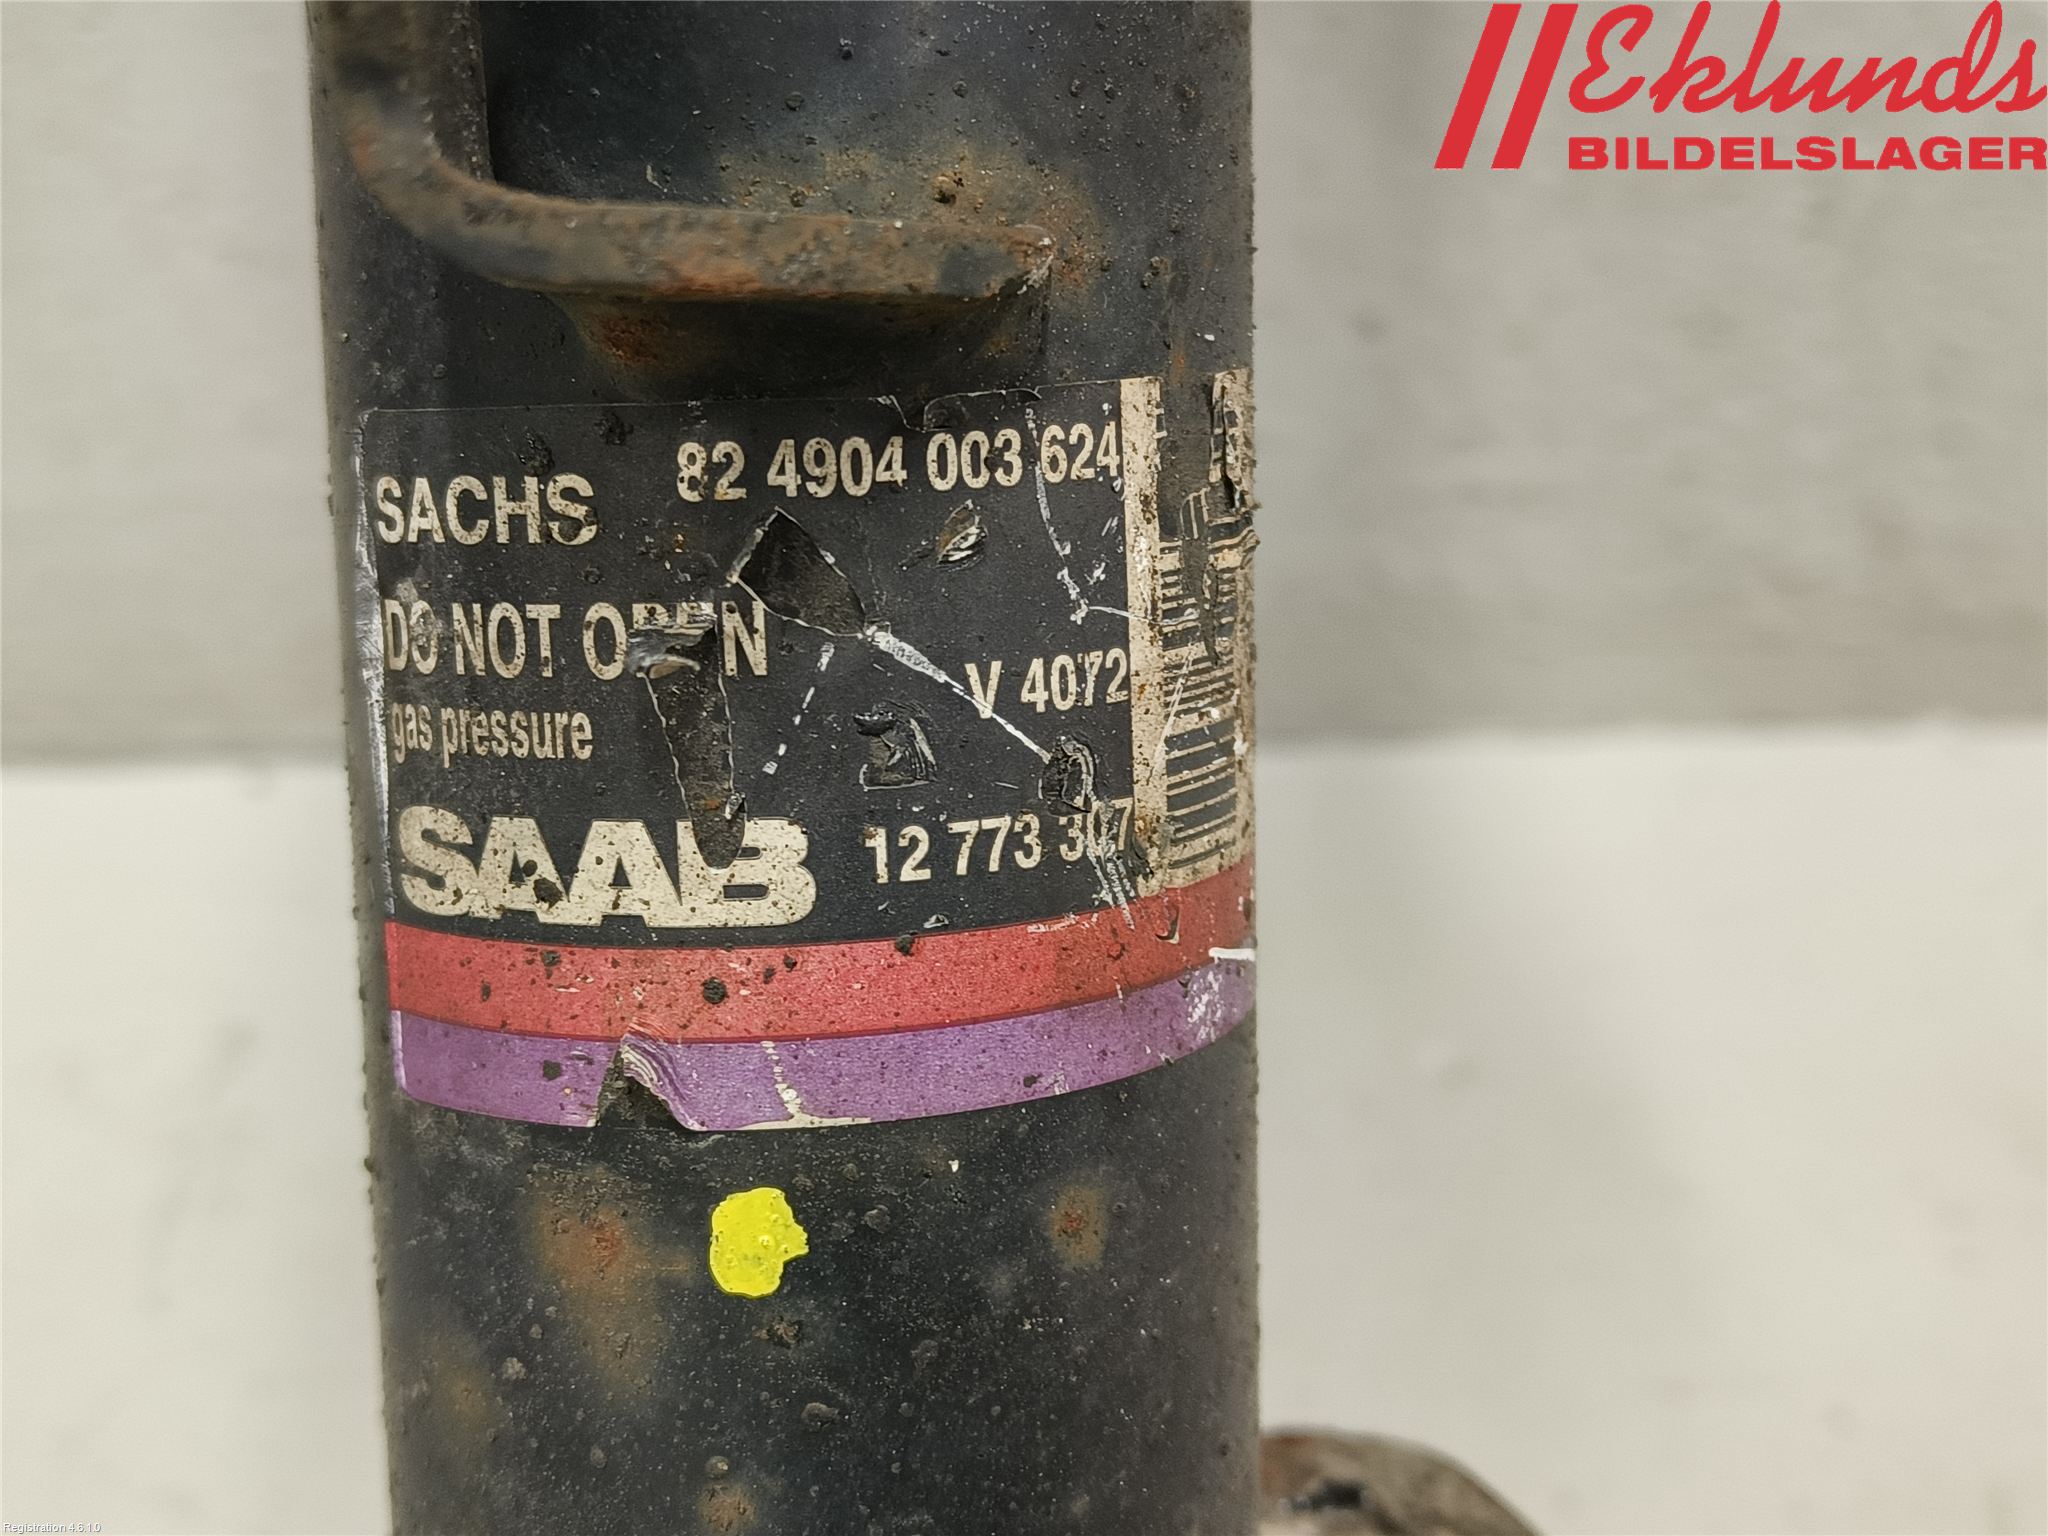 Eklunds
BILDELSLAGER
SACHS 82 4904 003 624
DO NOT OPEN
gas pressure V 4072
SAAB 12 773 307
Registration 4.6.1.0